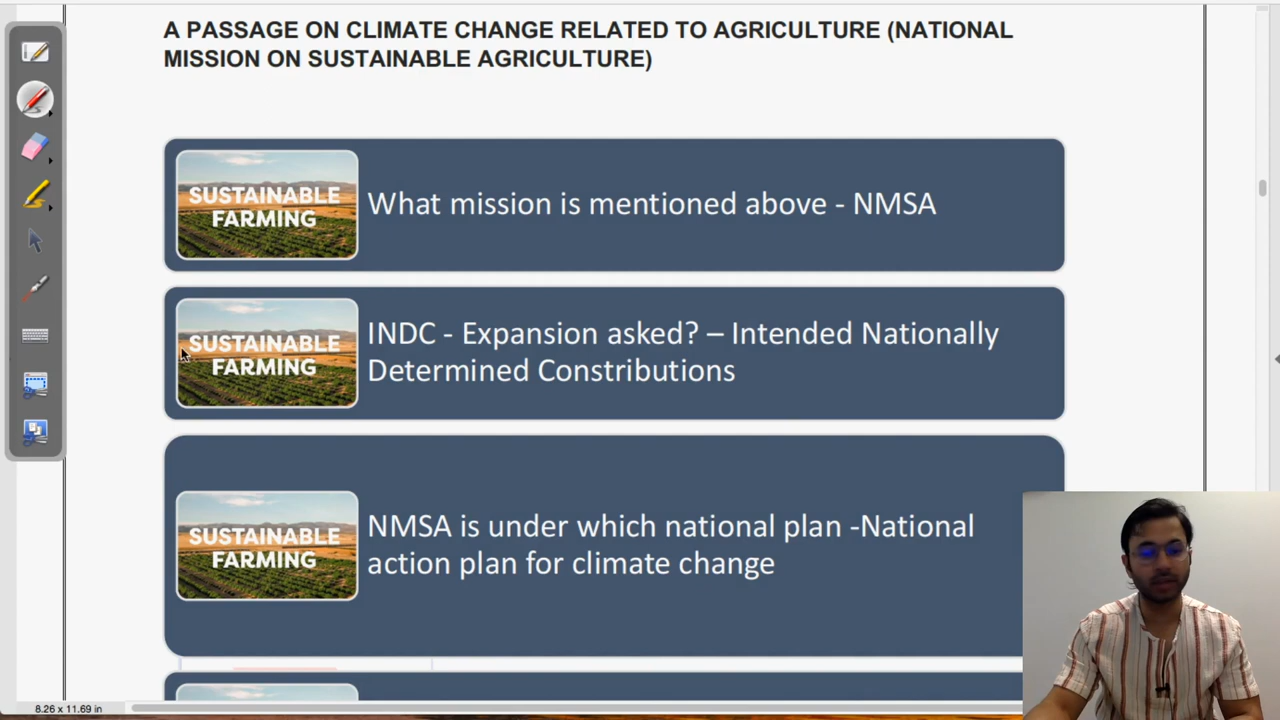 A PASSAGE ON CLIMATE CHANGE RELATED TO AGRICULTURE (NATIONAL
MISSION ON SUSTAINABLE AGRICULTURE)
SUSTAINABLE
FARMING
What mission is mentioned above - NMSA
SUSTAINABLE
FARMING
INDC - Expansion asked? – Intended Nationally
Determined Constributions
SUSTAINABLE
FARMING
NMSA is under which national plan -National
action plan for climate change
8.26 x 11.69 in